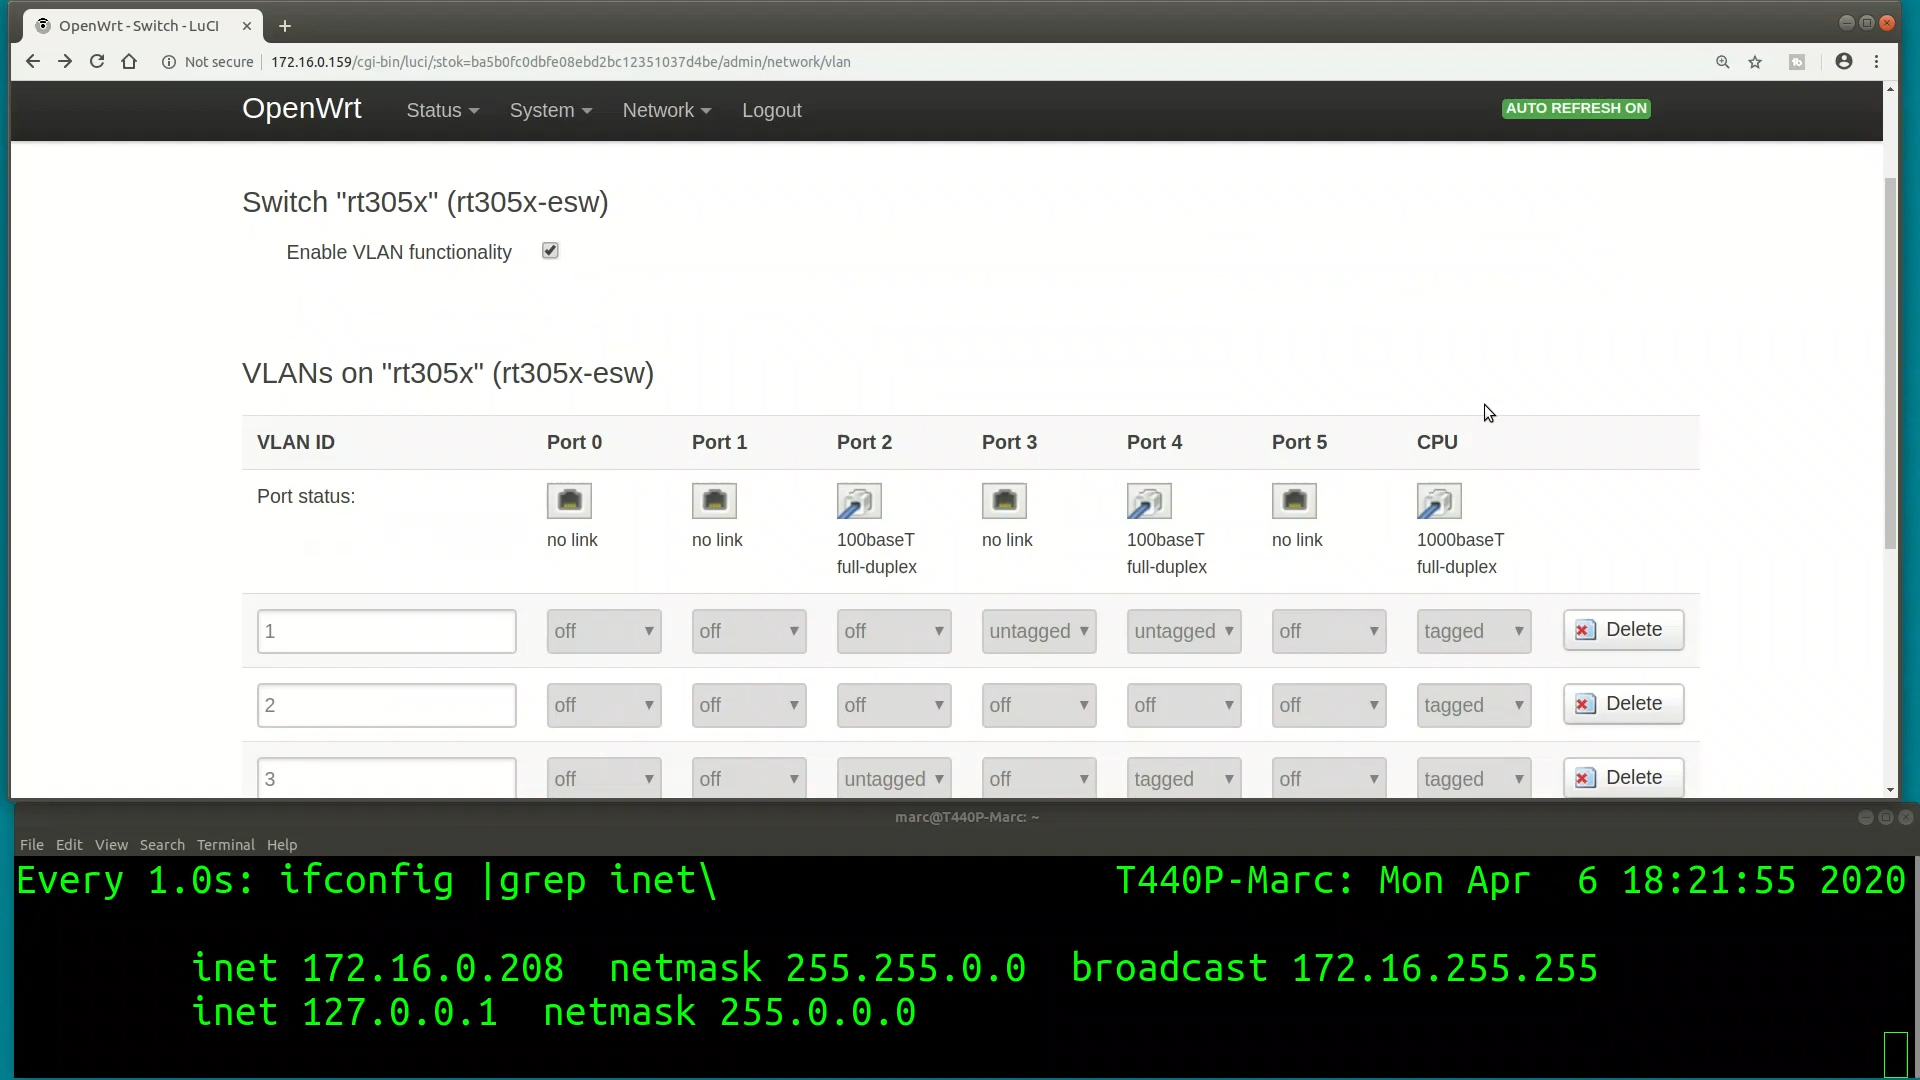 OpenWrt - Switch - LuCI
Not secure 172.16.0.159/cgi-bin/luci/;stok=ba5b0fc0dbfe08ebd2bc12351037d4be/admin/network/vlan
OpenWrt Status System Network Logout AUTO REFRESH ON
Switch "rt305x" (rt305x-esw)
Enable VLAN functionality
VLANs on "rt305x" (rt305x-esw)
VLAN ID Port 0 Port 1 Port 2 Port 3 Port 4 Port 5 CPU
Port status:
no link no link 100baseT no link 100baseT no link 1000baseT
full-duplex full-duplex full-duplex
1 off off off untagged untagged off tagged Delete
2 off off off off off off tagged Delete
3 off off untagged off tagged off tagged Delete
marc@T440P-Marc: ~
File Edit View Search Terminal Help
Every 1.0s: ifconfig |grep inet\ T440P-Marc: Mon Apr 6 18:21:55 2020
inet 172.16.0.208 netmask 255.255.0.0 broadcast 172.16.255.255
inet 127.0.0.1 netmask 255.0.0.0